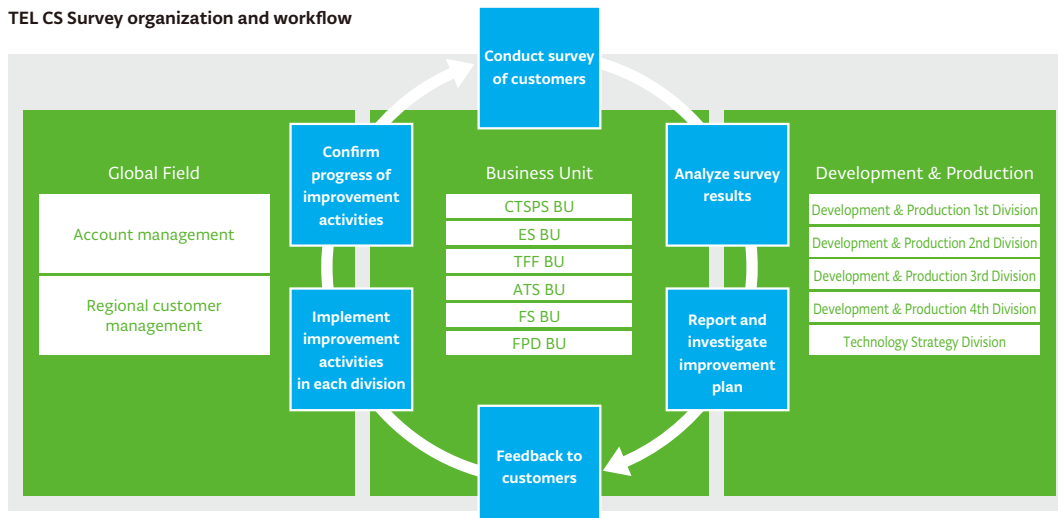 TEL CS Survey organization and workflow
Conduct survey
of customers
Confirm
progress of
improvement
activities
Analyze survey
results
Global Field
Account management
Regional customer
management
Business Unit
CTSPS BU
ES BU
TFF BU
ATS BU
FS BU
FPD BU
Development & Production
Development & Production 1st Division
Development & Production 2nd Division
Development & Production 3rd Division
Development & Production 4th Division
Technology Strategy Division
Implement
improvement
activities
in each division
Report and
investigate
improvement
plan
Feedback to
customers